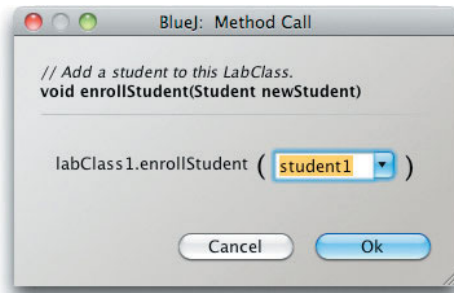 BlueJ: Method Call
// Add a student to this LabClass.
void enrollStudent(Student newStudent)
labClass1.enrollStudent ( student1 )
Cancel Ok